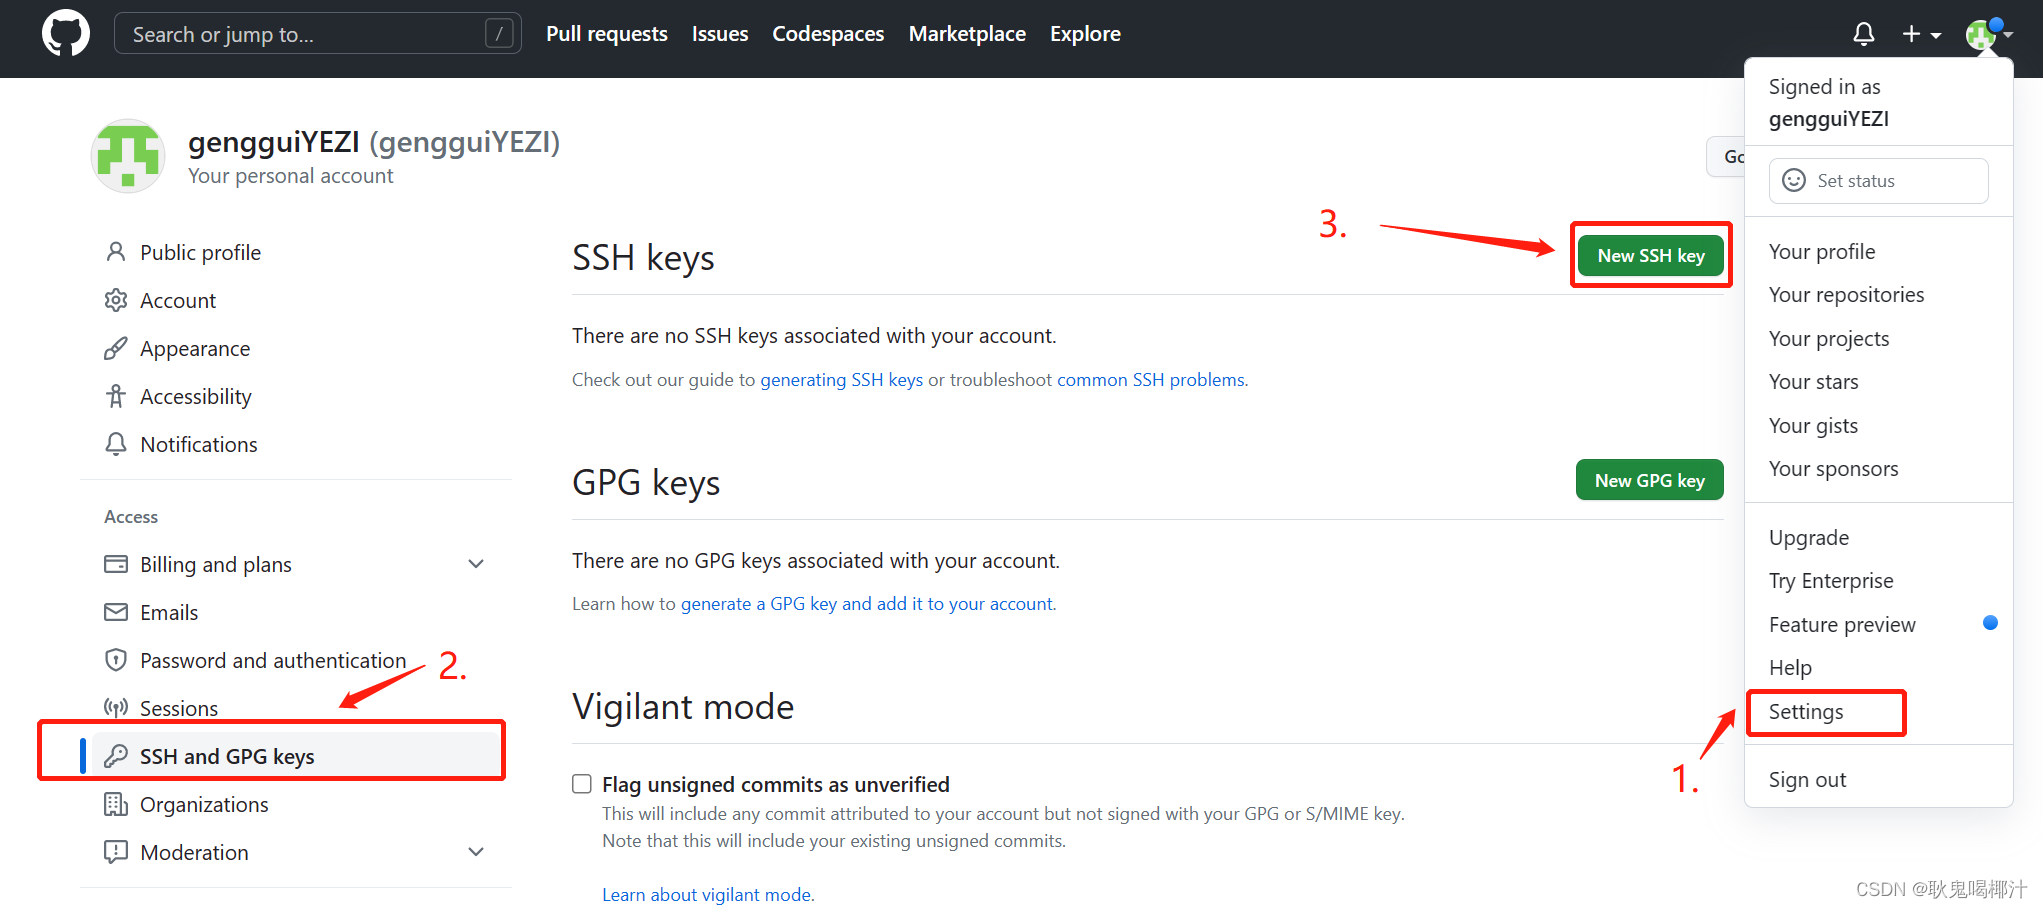 Search or jump to...
/
Pull requests
Issues
Codespaces
Marketplace
Explore
gengguiYEZI (gengguiYEZI)
Your personal account
Go
Public profile
Account
Appearance
Accessibility
Notifications
Access
Billing and plans
Emails
Password and authentication
2.
Sessions
SSH and GPG keys
Organizations
Moderation
SSH keys
3.
New SSH key
There are no SSH keys associated with your account.
Check out our guide to generating SSH keys or troubleshoot common SSH problems.
GPG keys
New GPG key
There are no GPG keys associated with your account.
Learn how to generate a GPG key and add it to your account.
Vigilant mode
Flag unsigned commits as unverified
This will include any commit attributed to your account but not signed with your GPG or S/MIME key.
Note that this will include your existing unsigned commits.
Learn about vigilant mode.
Signed in as
gengguiYEZI
Set status
Your profile
Your repositories
Your projects
Your stars
Your gists
Your sponsors
Upgrade
Try Enterprise
Feature preview
Help
Settings
1.
Sign out
CSDN @耿鬼喝椰汁